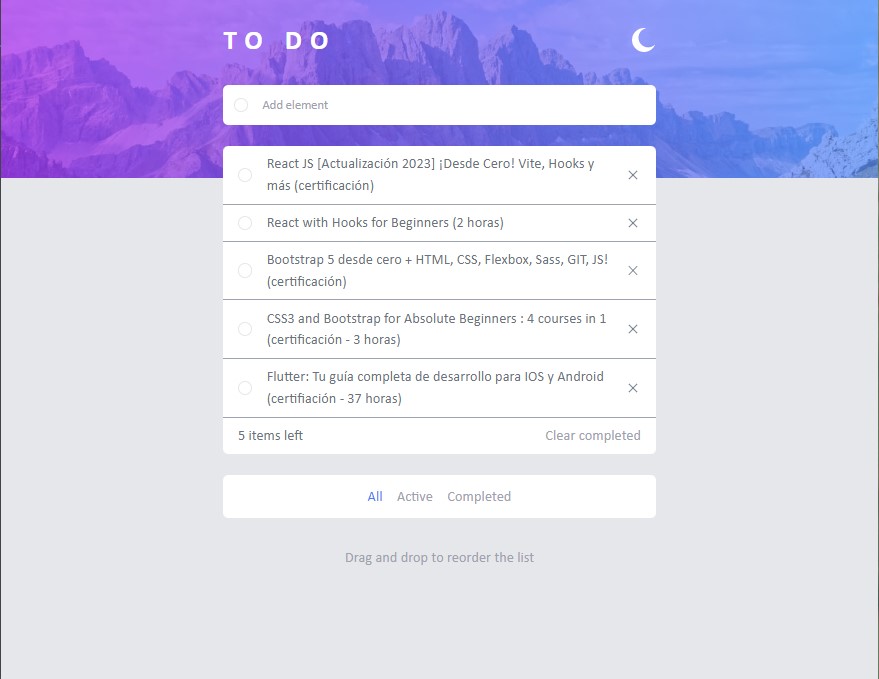 TO DO
Add element
React JS [Actualización 2023] ¡Desde Cero! Vite, Hooks y
más (certificación)
React with Hooks for Beginners (2 horas)
Bootstrap 5 desde cero + HTML, CSS, Flexbox, Sass, GIT, JS!
(certificación)
CSS3 and Bootstrap for Absolute Beginners : 4 courses in 1
(certificación - 3 horas)
Flutter: Tu guía completa de desarrollo para IOS y Android
(certifiación - 37 horas)
5 items left Clear completed
All Active Completed
Drag and drop to reorder the list